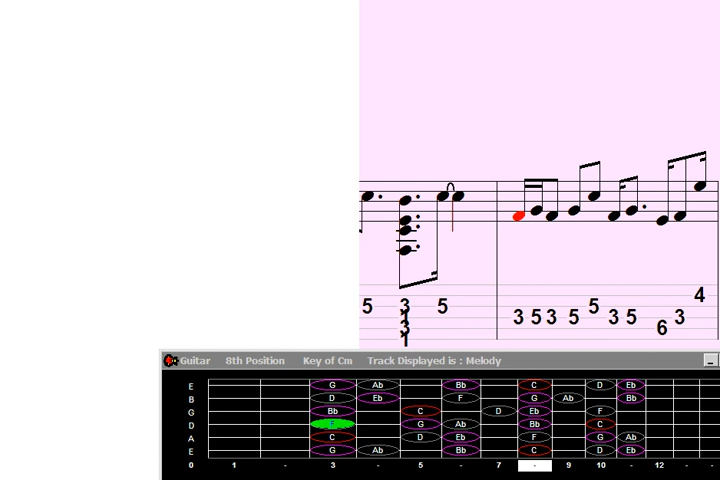 4
5 3 5 5
1 3 5 3 5 3 5 3
3 6
1
Guitar 8th Position Key of Cm Track Displayed is : Melody
E G Ab Bb C D Eb
B D Eb F G Ab Bb
G Bb C D Eb F
D F G Ab Bb C
A C D Eb F G Ab
E G Ab Bb C D Eb
0 1 - 3 - 5 - 7 - 9 10 - 12 - -